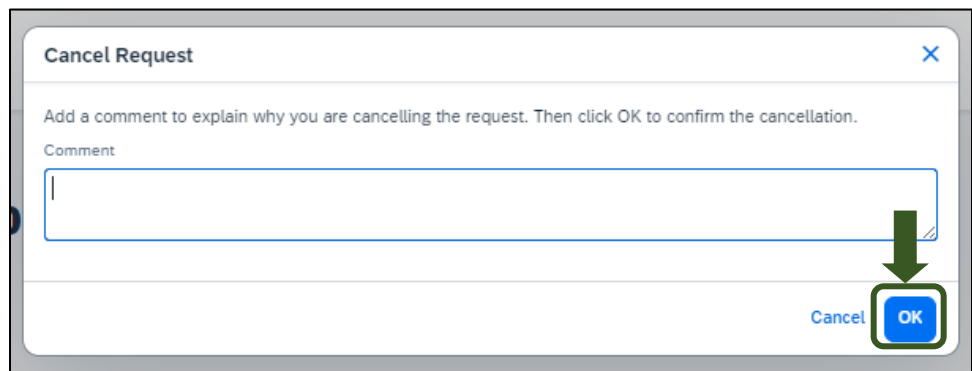 Cancel Request
Add a comment to explain why you are cancelling the request. Then click OK to confirm the cancellation.
Comment
Cancel OK